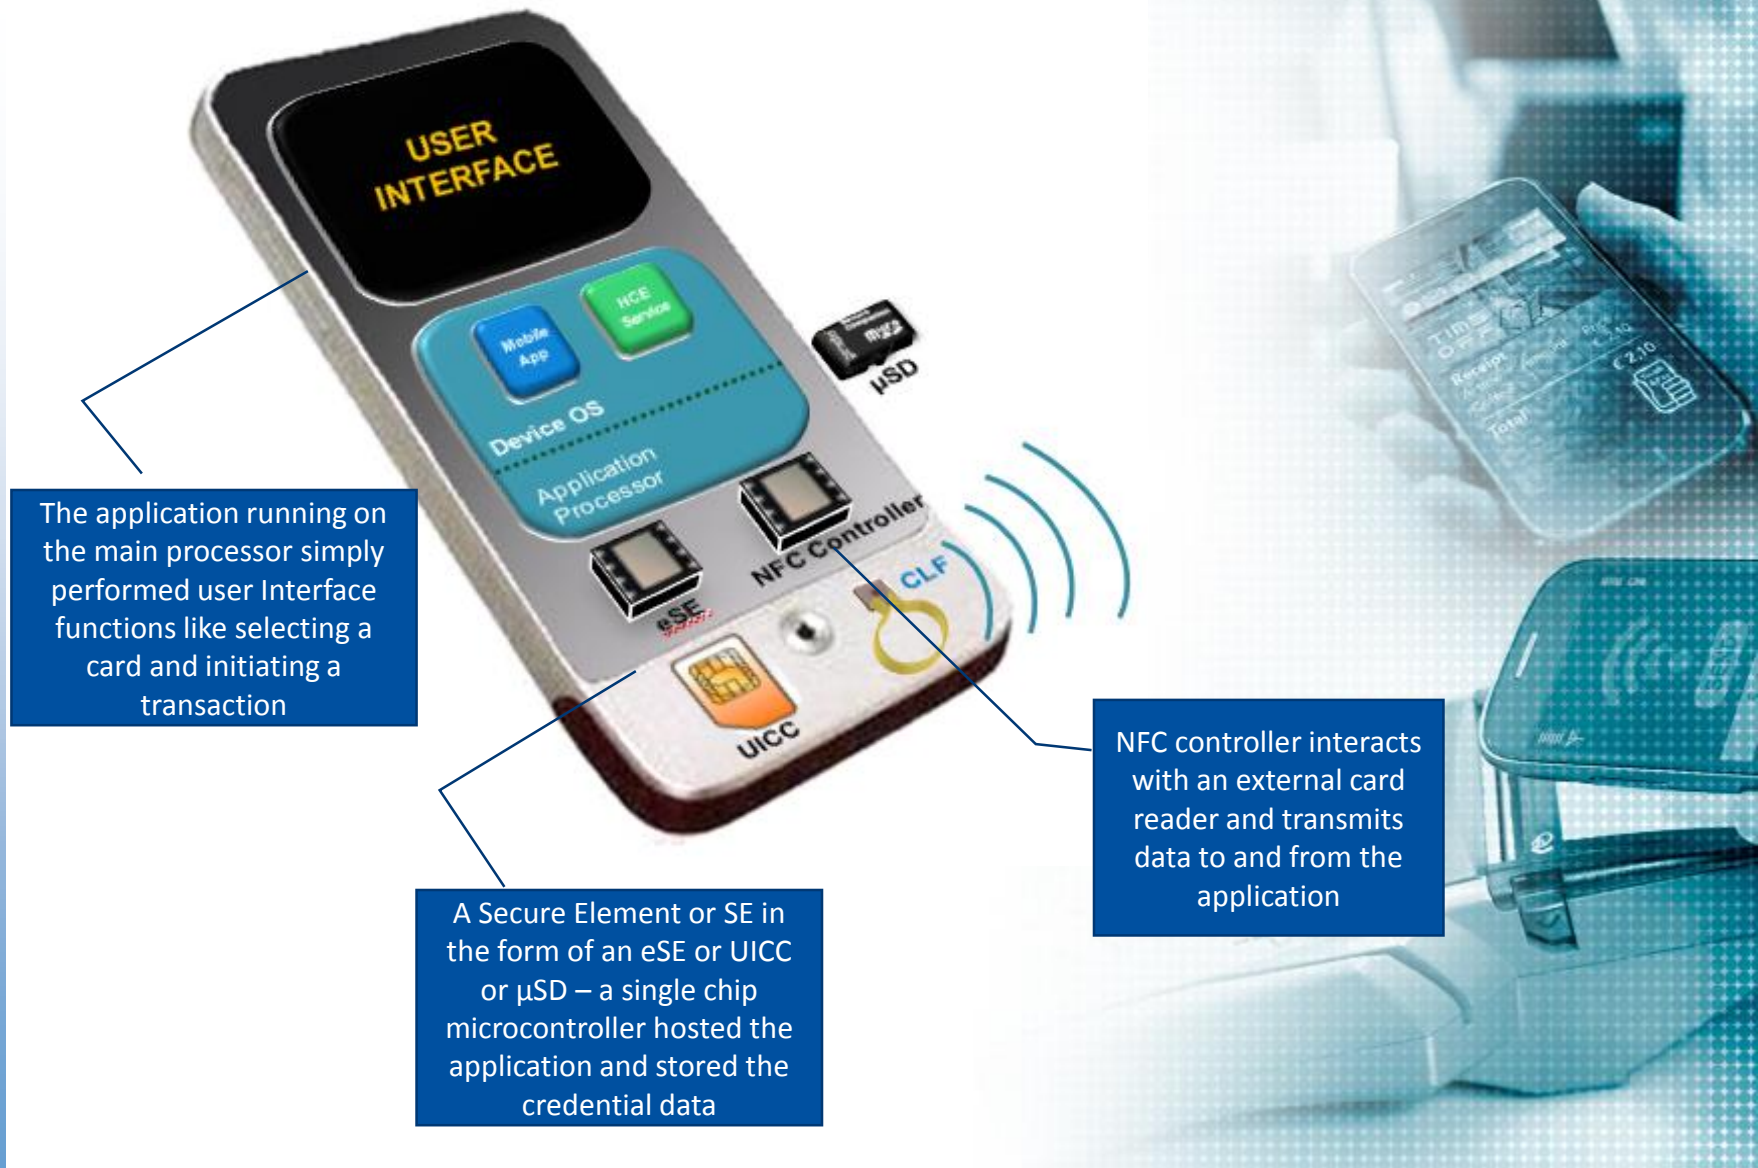 USER
INTERFACE
Mobile
App
HCE
Service
Device OS
Application
Processor
micro
µSD
NFC Controller
eSE
CLF
UICC
The application running on
the main processor simply
performed user Interface
functions like selecting a
card and initiating a
transaction
A Secure Element or SE in
the form of an eSE or UICC
or µSD – a single chip
microcontroller hosted the
application and stored the
credential data
NFC controller interacts
with an external card
reader and transmits
data to and from the
application
Receipt
€ 2,10
Total